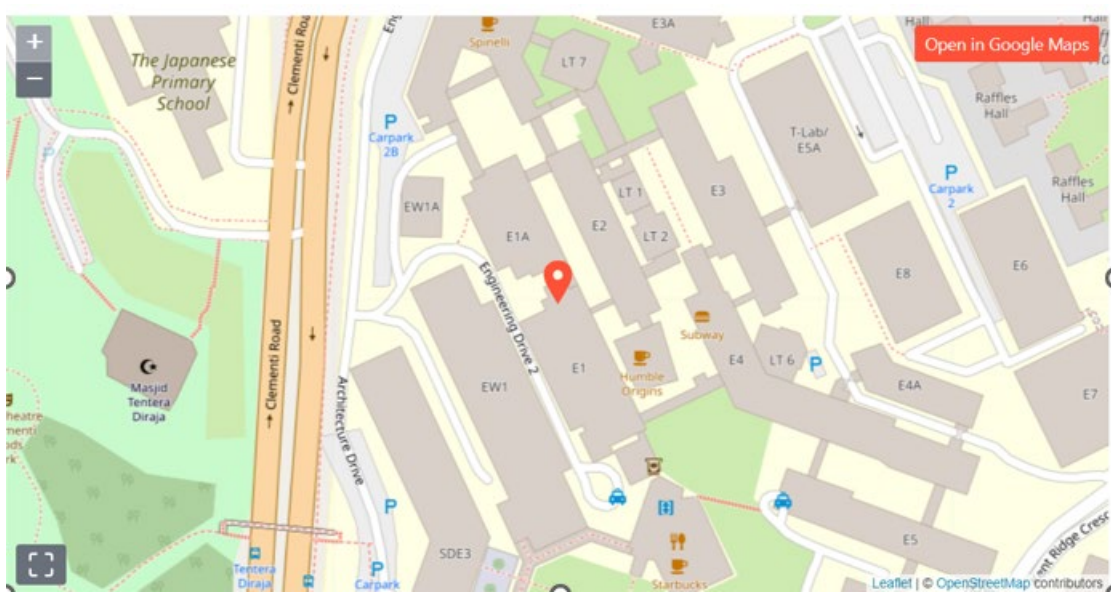 +
−
Open in Google Maps
The Japanese
Primary
School
Clementi Road
Spinelli
E3A
Hall
LT 7
Raffles
Hall
T-Lab/
E5A
Carpark
2B
P
P
Carpark
2
Raffles
Hall
EW1A
LT 1
E3
E1A
E2
LT 2
E8
E6
Engineering Drive 2
Subway
Clementi Road
Masjid
Tentera
Diraja
EW1
E1
Humble
Origins
E4
LT 6
P
E4A
E7
Architecture Drive
P
SDE3
E5
Tentera
Diraja
P
Carpark
Starbucks
Leaflet | © OpenStreetMap contributors